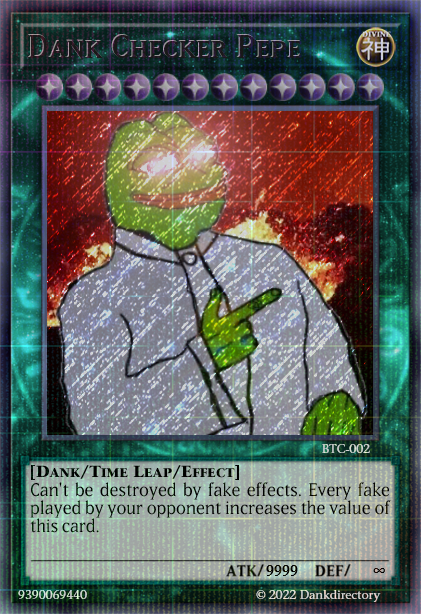 Dank Checker Pepe
DIVINE
神
BTC-002
[Dank/Time Leap/Effect]
Can't be destroyed by fake effects. Every fake
played by your opponent increases the value of
this card.
ATK/9999 DEF/ ∞
9390069440 © 2022 Dankdirectory